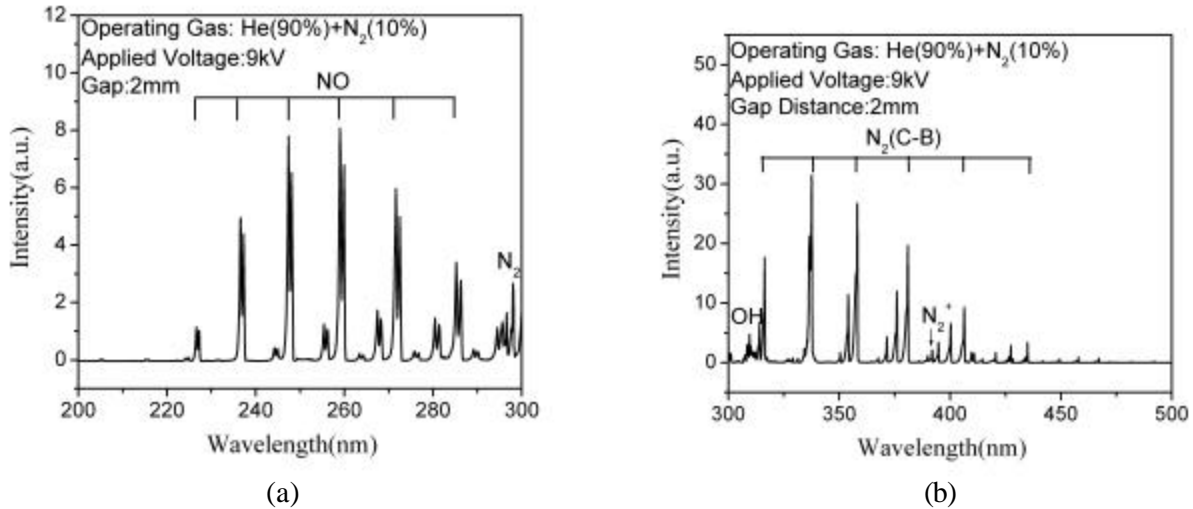 12
10
8
6
4
2
0
Intensity(a.u.)
Operating Gas: He(90%)+N₂(10%)
Applied Voltage:9kV
Gap:2mm
NO
N₂
200 220 240 260 280 300
Wavelength(nm)
(a)
50
40
30
20
10
0
Intensity(a.u.)
Operating Gas: He(90%)+N₂(10%)
Applied Voltage:9kV
Gap Distance:2mm
N₂(C-B)
OH
N₂⁺
300 350 400 450 500
Wavelength(nm)
(b)